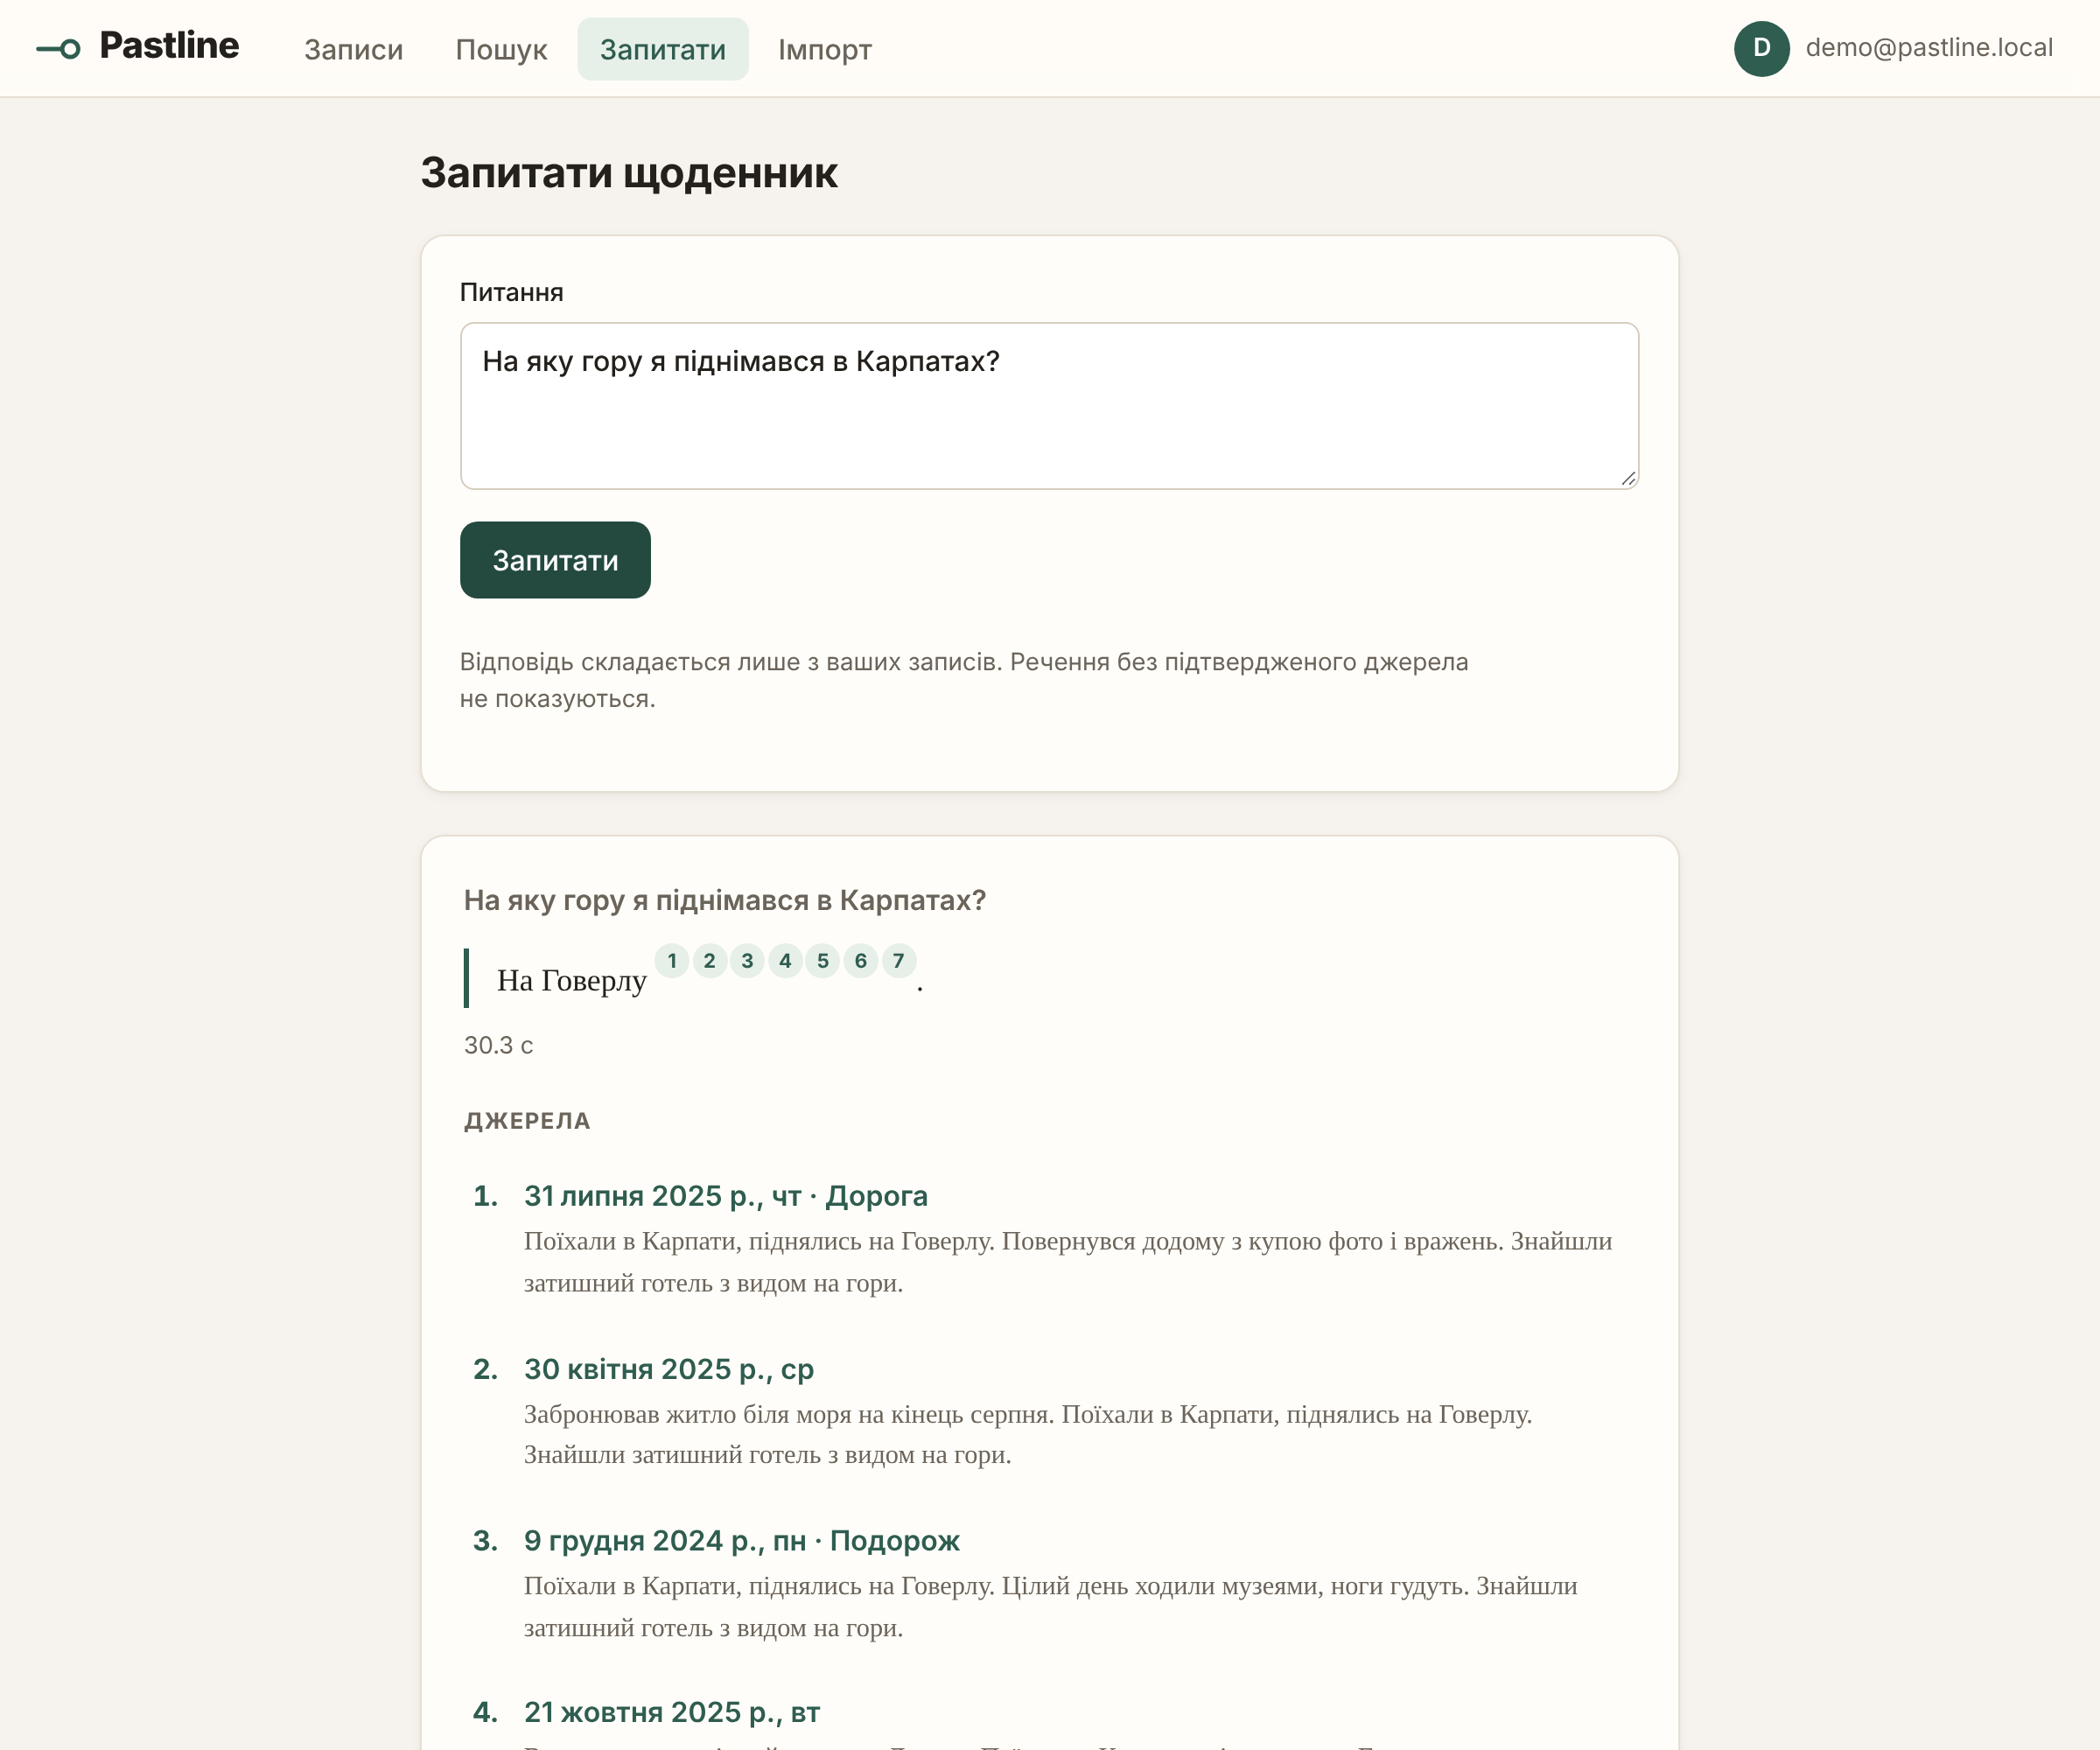 Pastline
Записи
Пошук
Запитати
Імпорт
D
demo@pastline.local
Запитати щоденник
Питання
На яку гору я піднімався в Карпатах?
Запитати
Відповідь складається лише з ваших записів. Речення без підтвердженого джерела
не показуються.
На яку гору я піднімався в Карпатах?
На Говерлу 1 2 3 4 5 6 7 .
30.3 с
ДЖЕРЕЛА
1. 31 липня 2025 р., чт · Дорога
Поїхали в Карпати, піднялись на Говерлу. Повернувся додому з купою фото і вражень. Знайшли
затишний готель з видом на гори.
2. 30 квітня 2025 р., ср
Забронював житло біля моря на кінець серпня. Поїхали в Карпати, піднялись на Говерлу.
Знайшли затишний готель з видом на гори.
3. 9 грудня 2024 р., пн · Подорож
Поїхали в Карпати, піднялись на Говерлу. Цілий день ходили музеями, ноги гудуть. Знайшли
затишний готель з видом на гори.
4. 21 жовтня 2025 р., вт